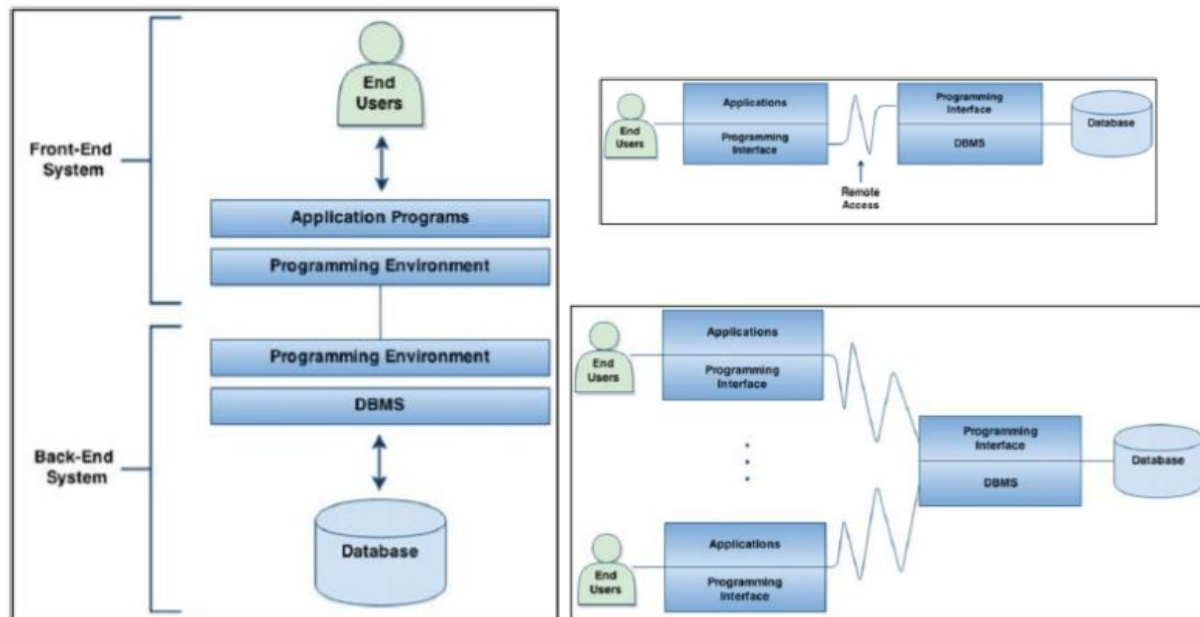 End
Users
Front-End
System
Application Programs
Programming Environment
Programming Environment
DBMS
Back-End
System
Database
End
Users
Applications
Programming
Interface
Remote
Access
Programming
Interface
DBMS
Database
End
Users
Applications
Programming
Interface
Programming
Interface
DBMS
Database
End
Users
Applications
Programming
Interface